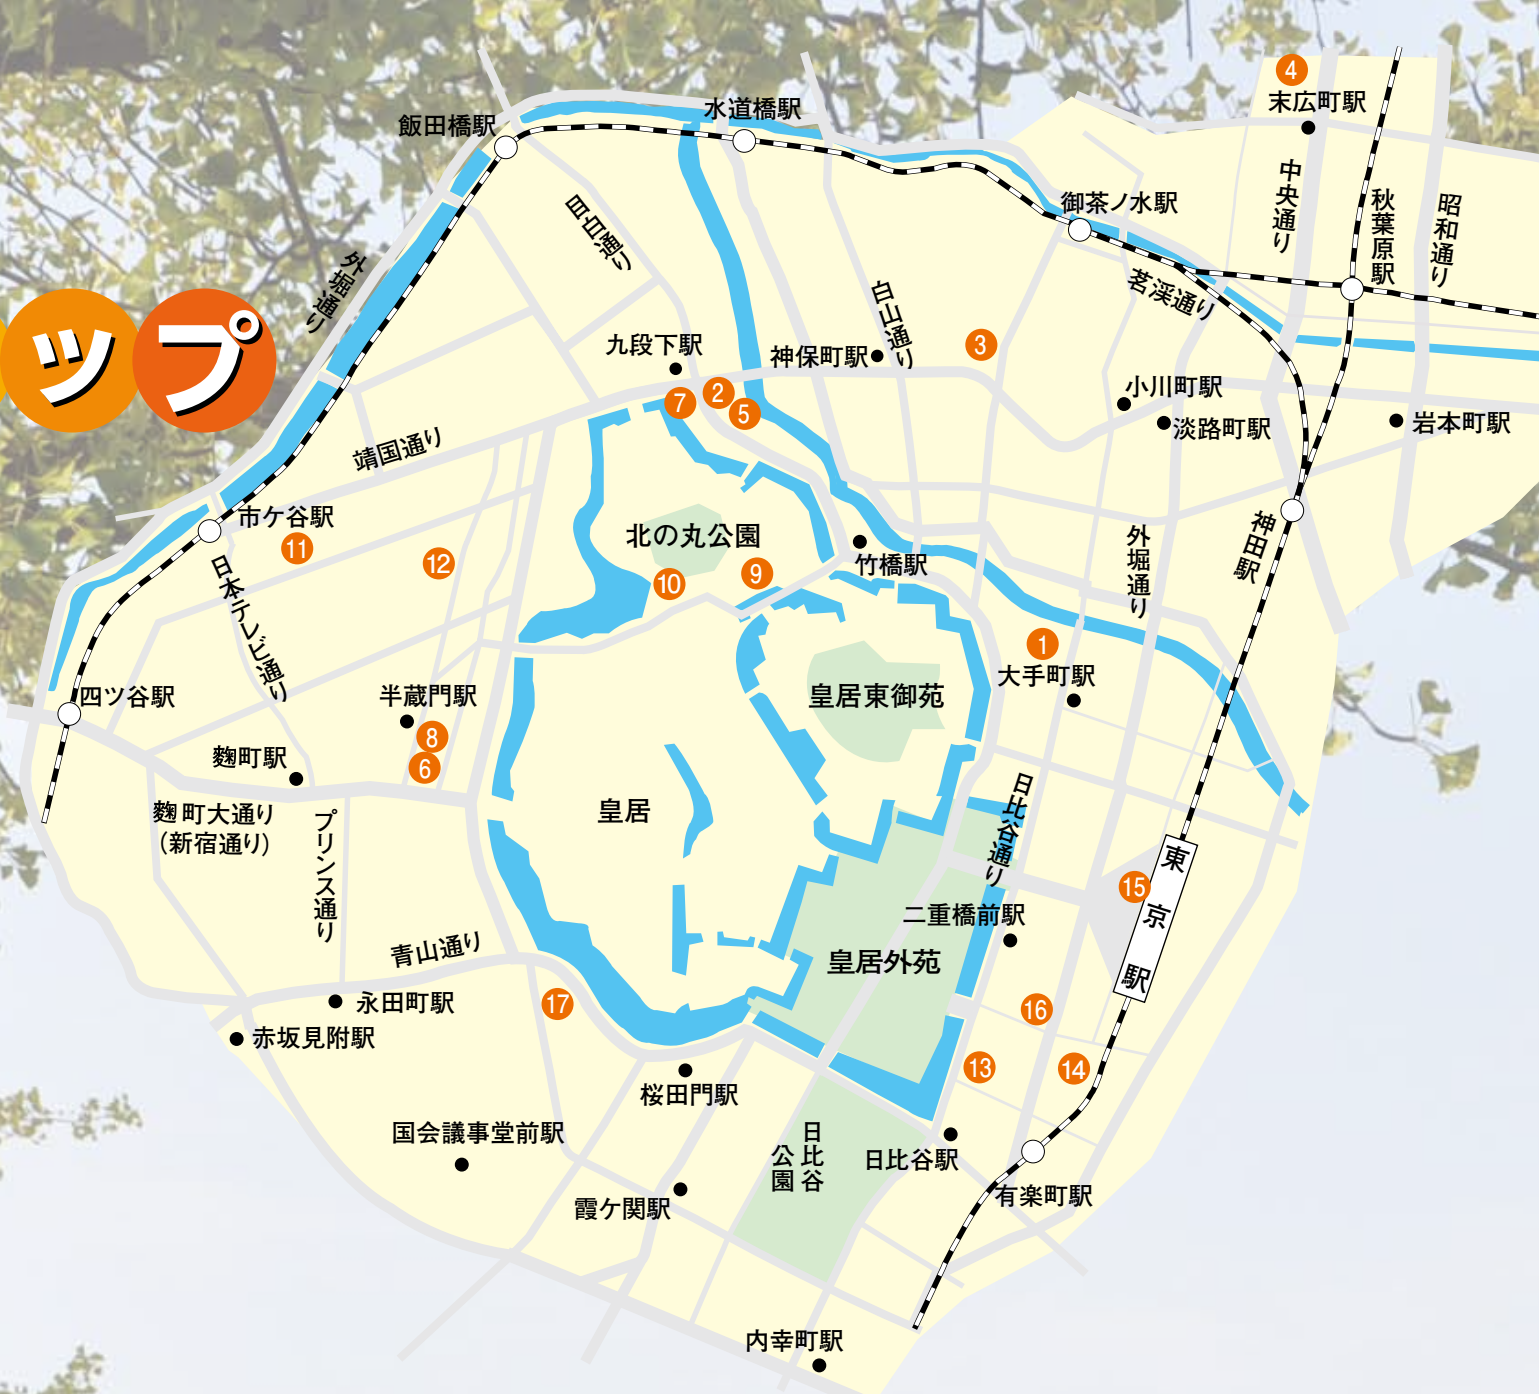 ップ
4
末広町駅
水道橋駅
飯田橋駅
中央通り
秋葉原駅
昭和通り
御茶ノ水駅
目白通り
外堀通り
茗渓通り
白山通り
九段下駅
神保町駅
3
小川町駅
淡路町駅
岩本町駅
7
2
5
靖国通り
市ケ谷駅
11
12
北の丸公園
10
9
竹橋駅
外堀通り
神田駅
日本テレビ通り
1
大手町駅
四ツ谷駅
半蔵門駅
8
6
皇居東御苑
麴町駅
麴町大通り
(新宿通り)
プリンス通り
皇居
日比谷通り
東京駅
15
二重橋前駅
青山通り
皇居外苑
永田町駅
17
16
赤坂見附駅
13
14
桜田門駅
国会議事堂前駅
日比谷
公園
日比谷駅
有楽町駅
霞ケ関駅
内幸町駅